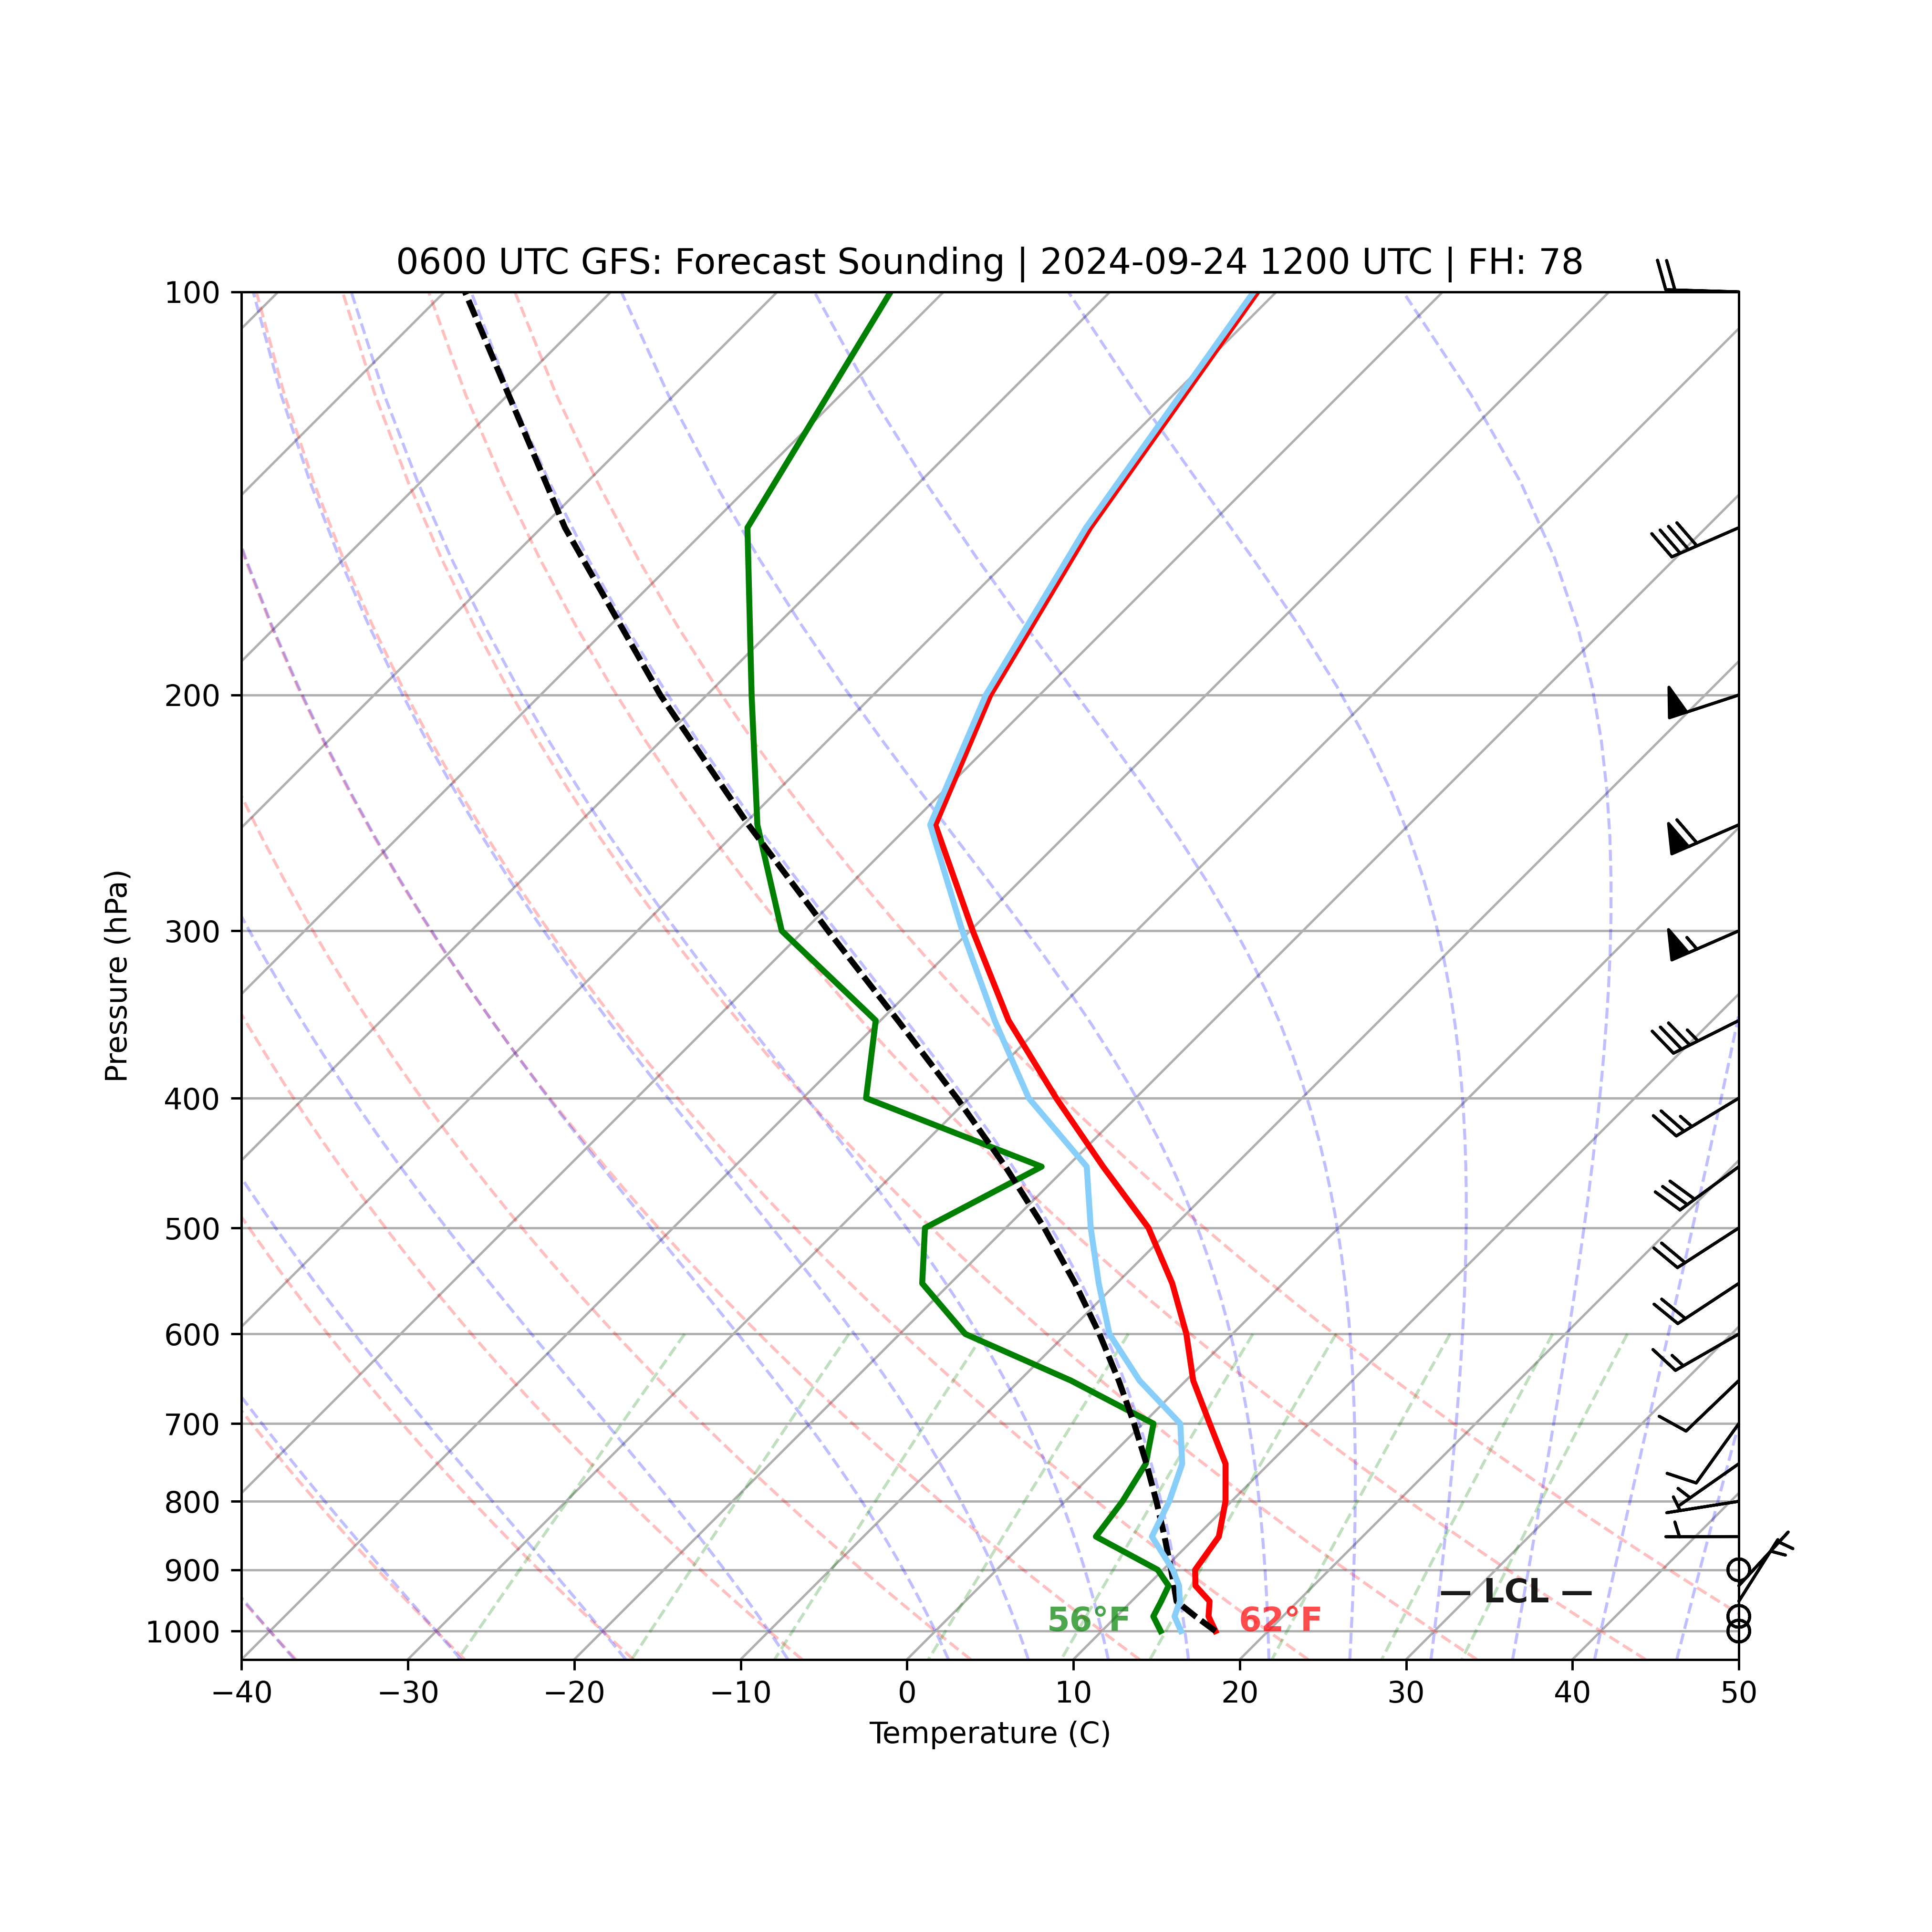 0600 UTC GFS: Forecast Sounding | 2024-09-24 1200 UTC | FH: 78
100
200
300
400
500
600
700
800
900
1000
Pressure (hPa)
— LCL —
56°F
62°F
−40 −30 −20 −10 0 10 20 30 40 50
Temperature (C)